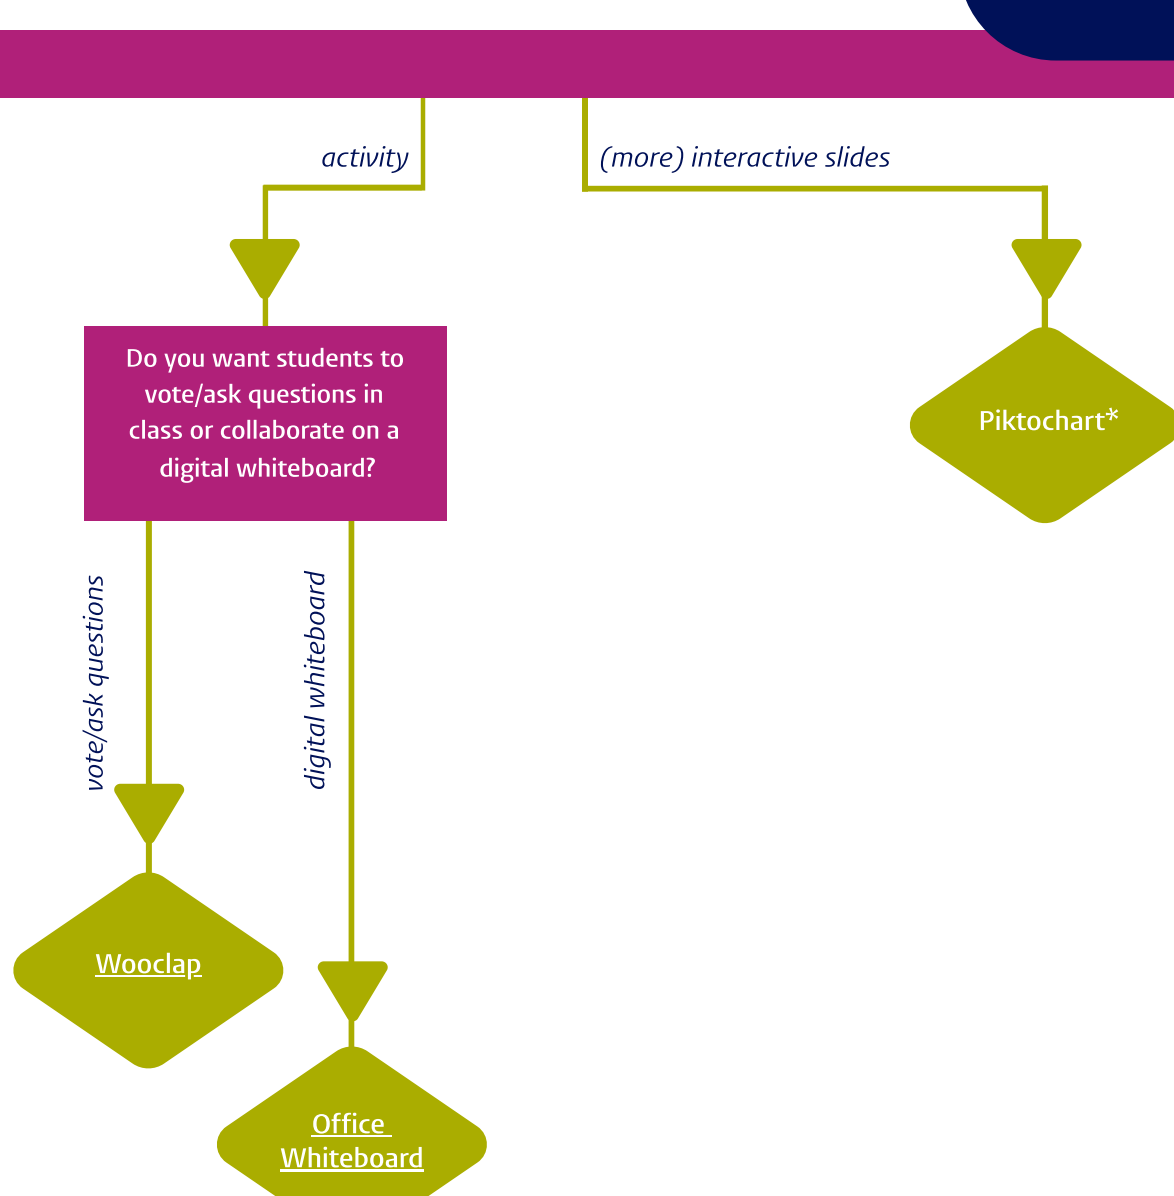 activity
(more) interactive slides
Do you want students to
vote/ask questions in
class or collaborate on a
digital whiteboard?
Piktochart*
vote/ask questions
digital whiteboard
Wooclap
Office
Whiteboard